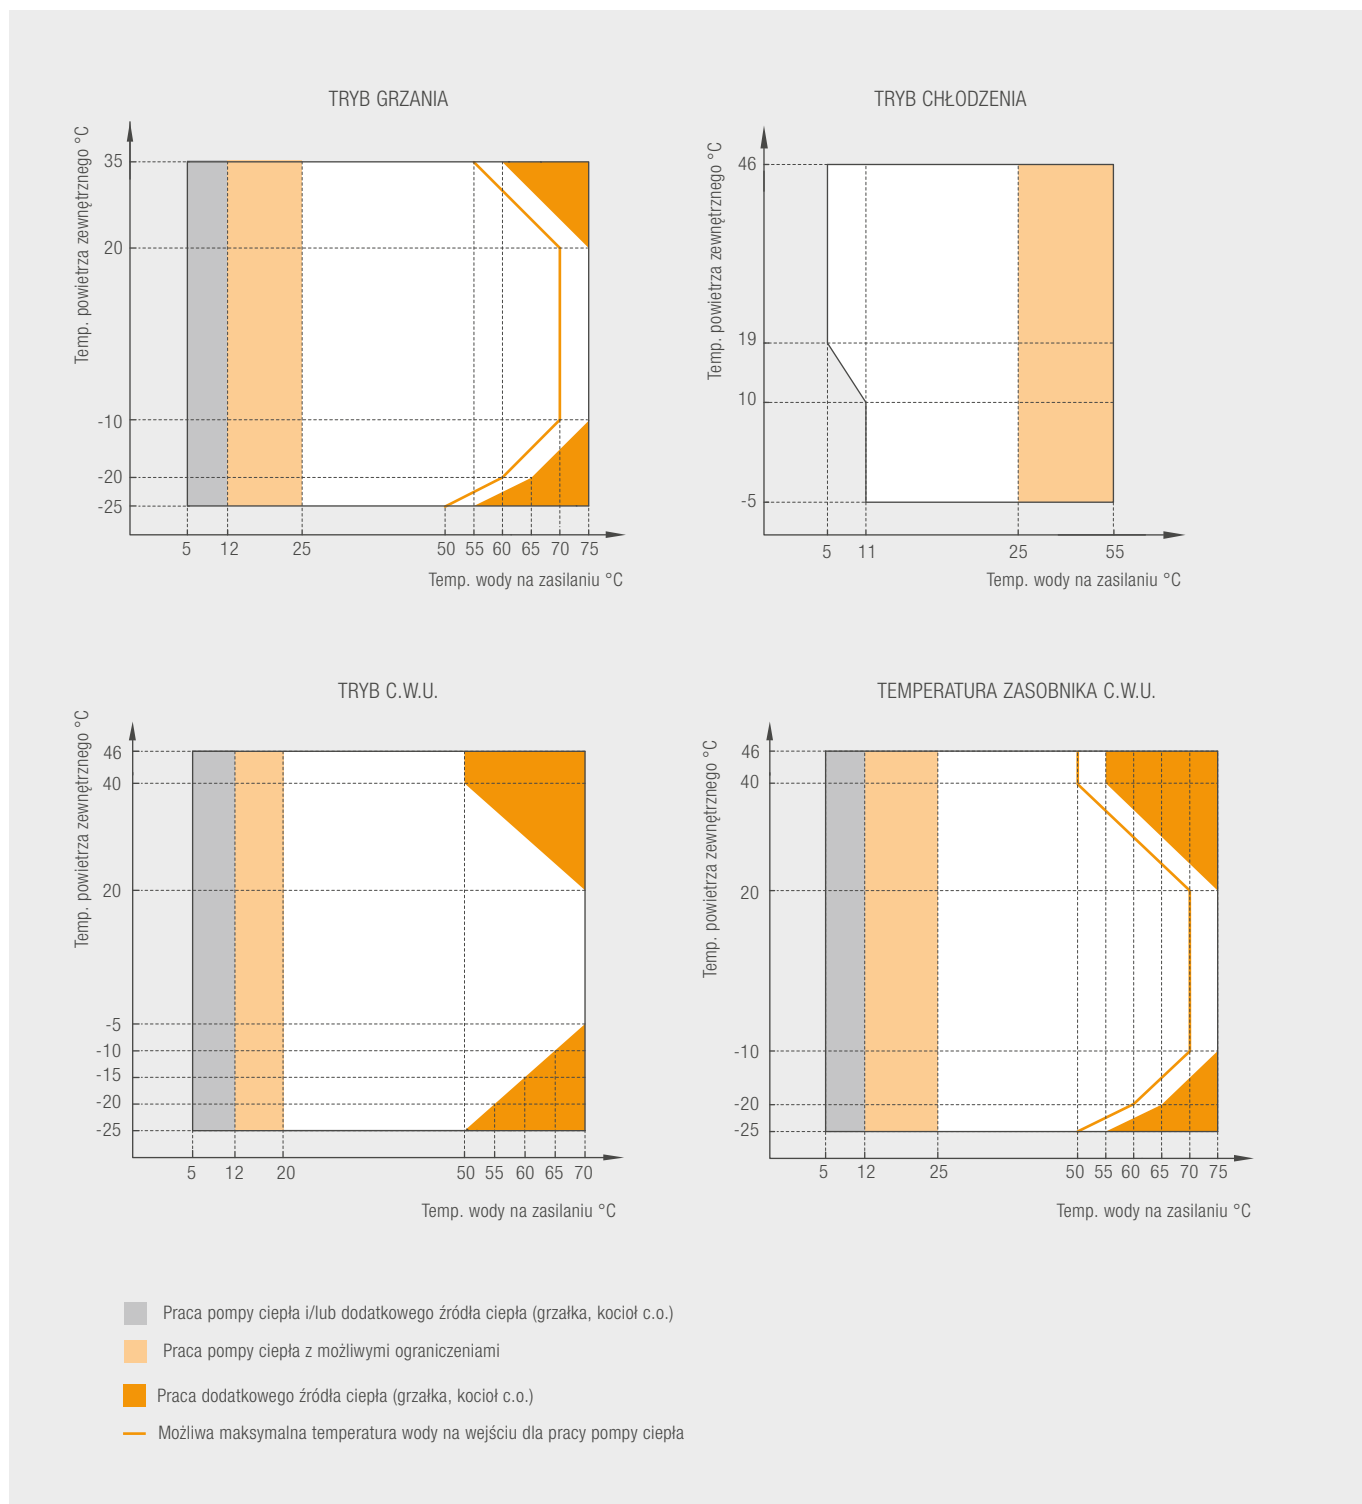 TRYB GRZANIA
Temp. powietrza zewnętrznego °C
35
20
-10
-20
-25
5 12 25 50 55 60 65 70 75
Temp. wody na zasilaniu °C
TRYB CHŁODZENIA
Temp. powietrza zewnętrznego °C
46
19
10
-5
5 11 25 55
Temp. wody na zasilaniu °C
TRYB C.W.U.
Temp. powietrza zewnętrznego °C
46
40
20
-5
-10
-15
-20
-25
5 12 20 50 55 60 65 70
Temp. wody na zasilaniu °C
TEMPERATURA ZASOBNIKA C.W.U.
Temp. powietrza zewnętrznego °C
46
40
20
-10
-20
-25
5 12 25 50 55 60 65 70 75
Temp. wody na zasilaniu °C
Praca pompy ciepła i/lub dodatkowego źródła ciepła (grzałka, kocioł c.o.)
Praca pompy ciepła z możliwymi ograniczeniami
Praca dodatkowego źródła ciepła (grzałka, kocioł c.o.)
Możliwa maksymalna temperatura wody na wejściu dla pracy pompy ciepła